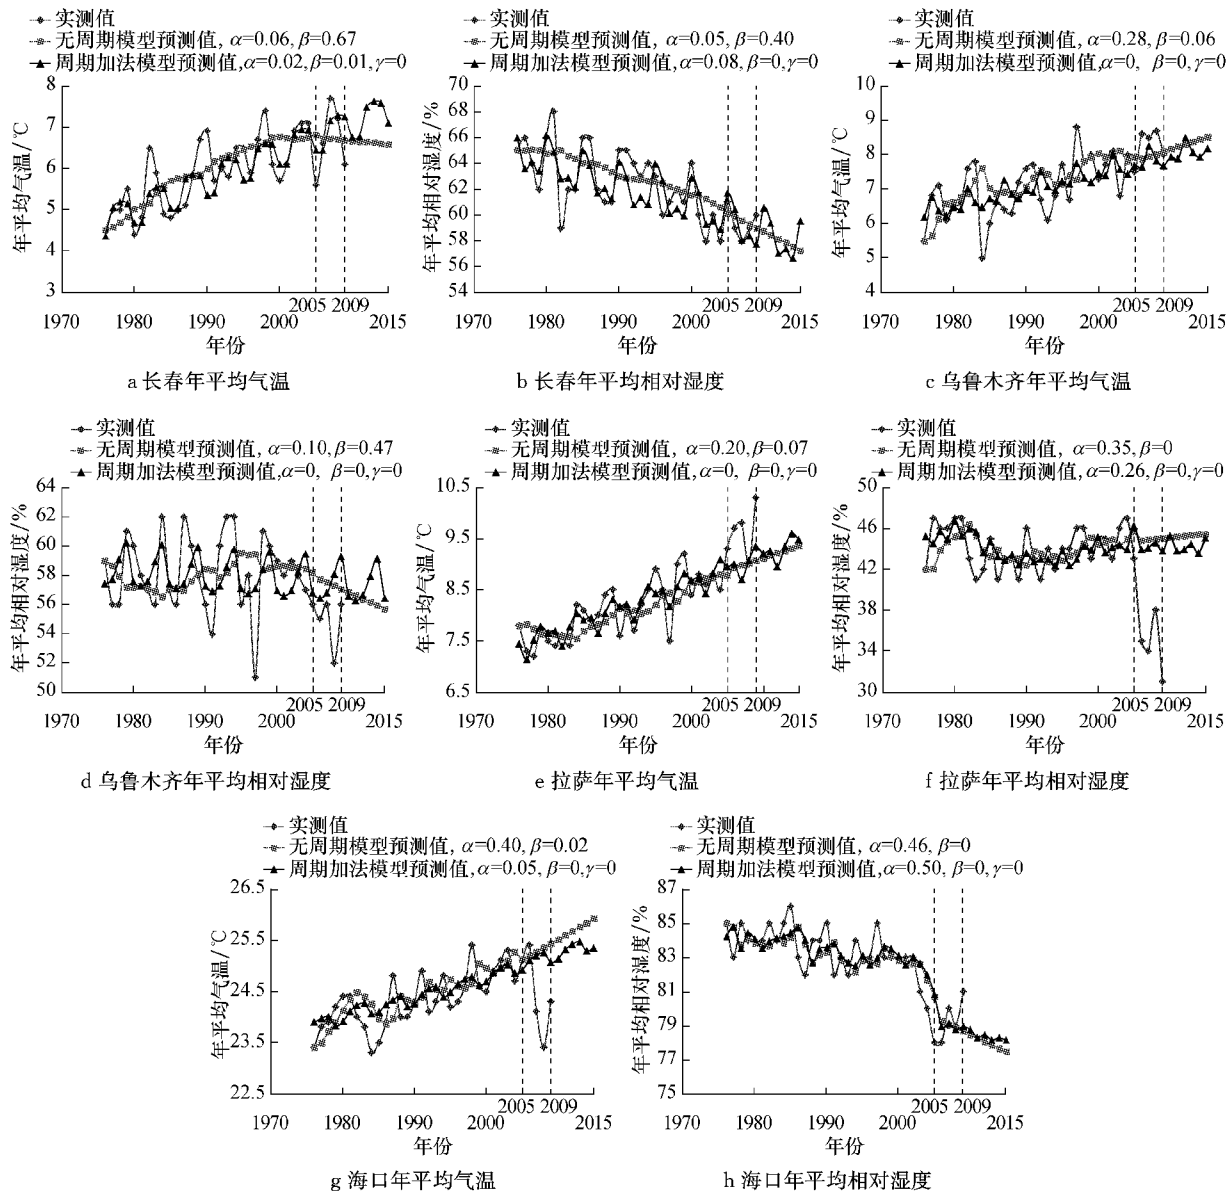 实测值
无周期模型预测值, α=0.06, β=0.67
周期加法模型预测值,α=0.02, β=0.01, γ=0
年平均气温/℃
8
7
6
5
4
3
2005 2009
1970 1980 1990 2000 2015
年份
a 长春年平均气温
实测值
无周期模型预测值, α=0.05, β=0.40
周期加法模型预测值,α=0.08, β=0, γ=0
年平均相对湿度/%
70
68
66
64
62
60
58
56
54
2005 2009
1970 1980 1990 2000 2015
年份
b 长春年平均相对湿度
实测值
无周期模型预测值, α=0.28, β=0.06
周期加法模型预测值,α=0, β=0, γ=0
年平均气温/℃
10
9
8
7
6
5
4
2005 2009
1970 1980 1990 2000 2015
年份
c 乌鲁木齐年平均气温
实测值
无周期模型预测值, α=0.10, β=0.47
周期加法模型预测值,α=0, β=0, γ=0
年平均相对湿度/%
64
62
60
58
56
54
52
50
2005 2009
1970 1980 1990 2000 2015
年份
d 乌鲁木齐年平均相对湿度
实测值
无周期模型预测值, α=0.20, β=0.07
周期加法模型预测值,α=0, β=0, γ=0
年平均气温/℃
10.5
9.5
8.5
7.5
6.5
2005 2009
1970 1980 1990 2000 2015
年份
e 拉萨年平均气温
实测值
无周期模型预测值, α=0.35, β=0
周期加法模型预测值,α=0.26, β=0, γ=0
年平均相对湿度/%
50
46
42
38
34
30
2005 2009
1970 1980 1990 2000 2015
年份
f 拉萨年平均相对湿度
实测值
无周期模型预测值, α=0.40, β=0.02
周期加法模型预测值,α=0.05, β=0, γ=0
年平均气温/℃
26.5
25.5
24.5
23.5
22.5
2005 2009
1970 1980 1990 2000 2015
年份
g 海口年平均气温
实测值
无周期模型预测值, α=0.46, β=0
周期加法模型预测值,α=0.50, β=0, γ=0
年平均相对湿度/%
87
85
83
81
79
77
75
2005 2009
1970 1980 1990 2000 2015
年份
h 海口年平均相对湿度